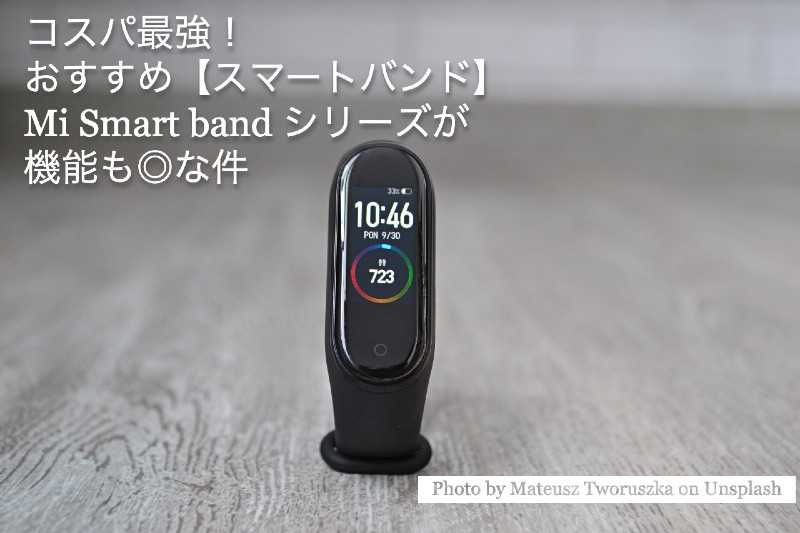 コスパ最強！
おすすめ【スマートバンド】
Mi Smart band シリーズが
機能も◎な件
33%
10:46
PON 9/30
723
Photo by Mateusz Tworuszka on Unsplash